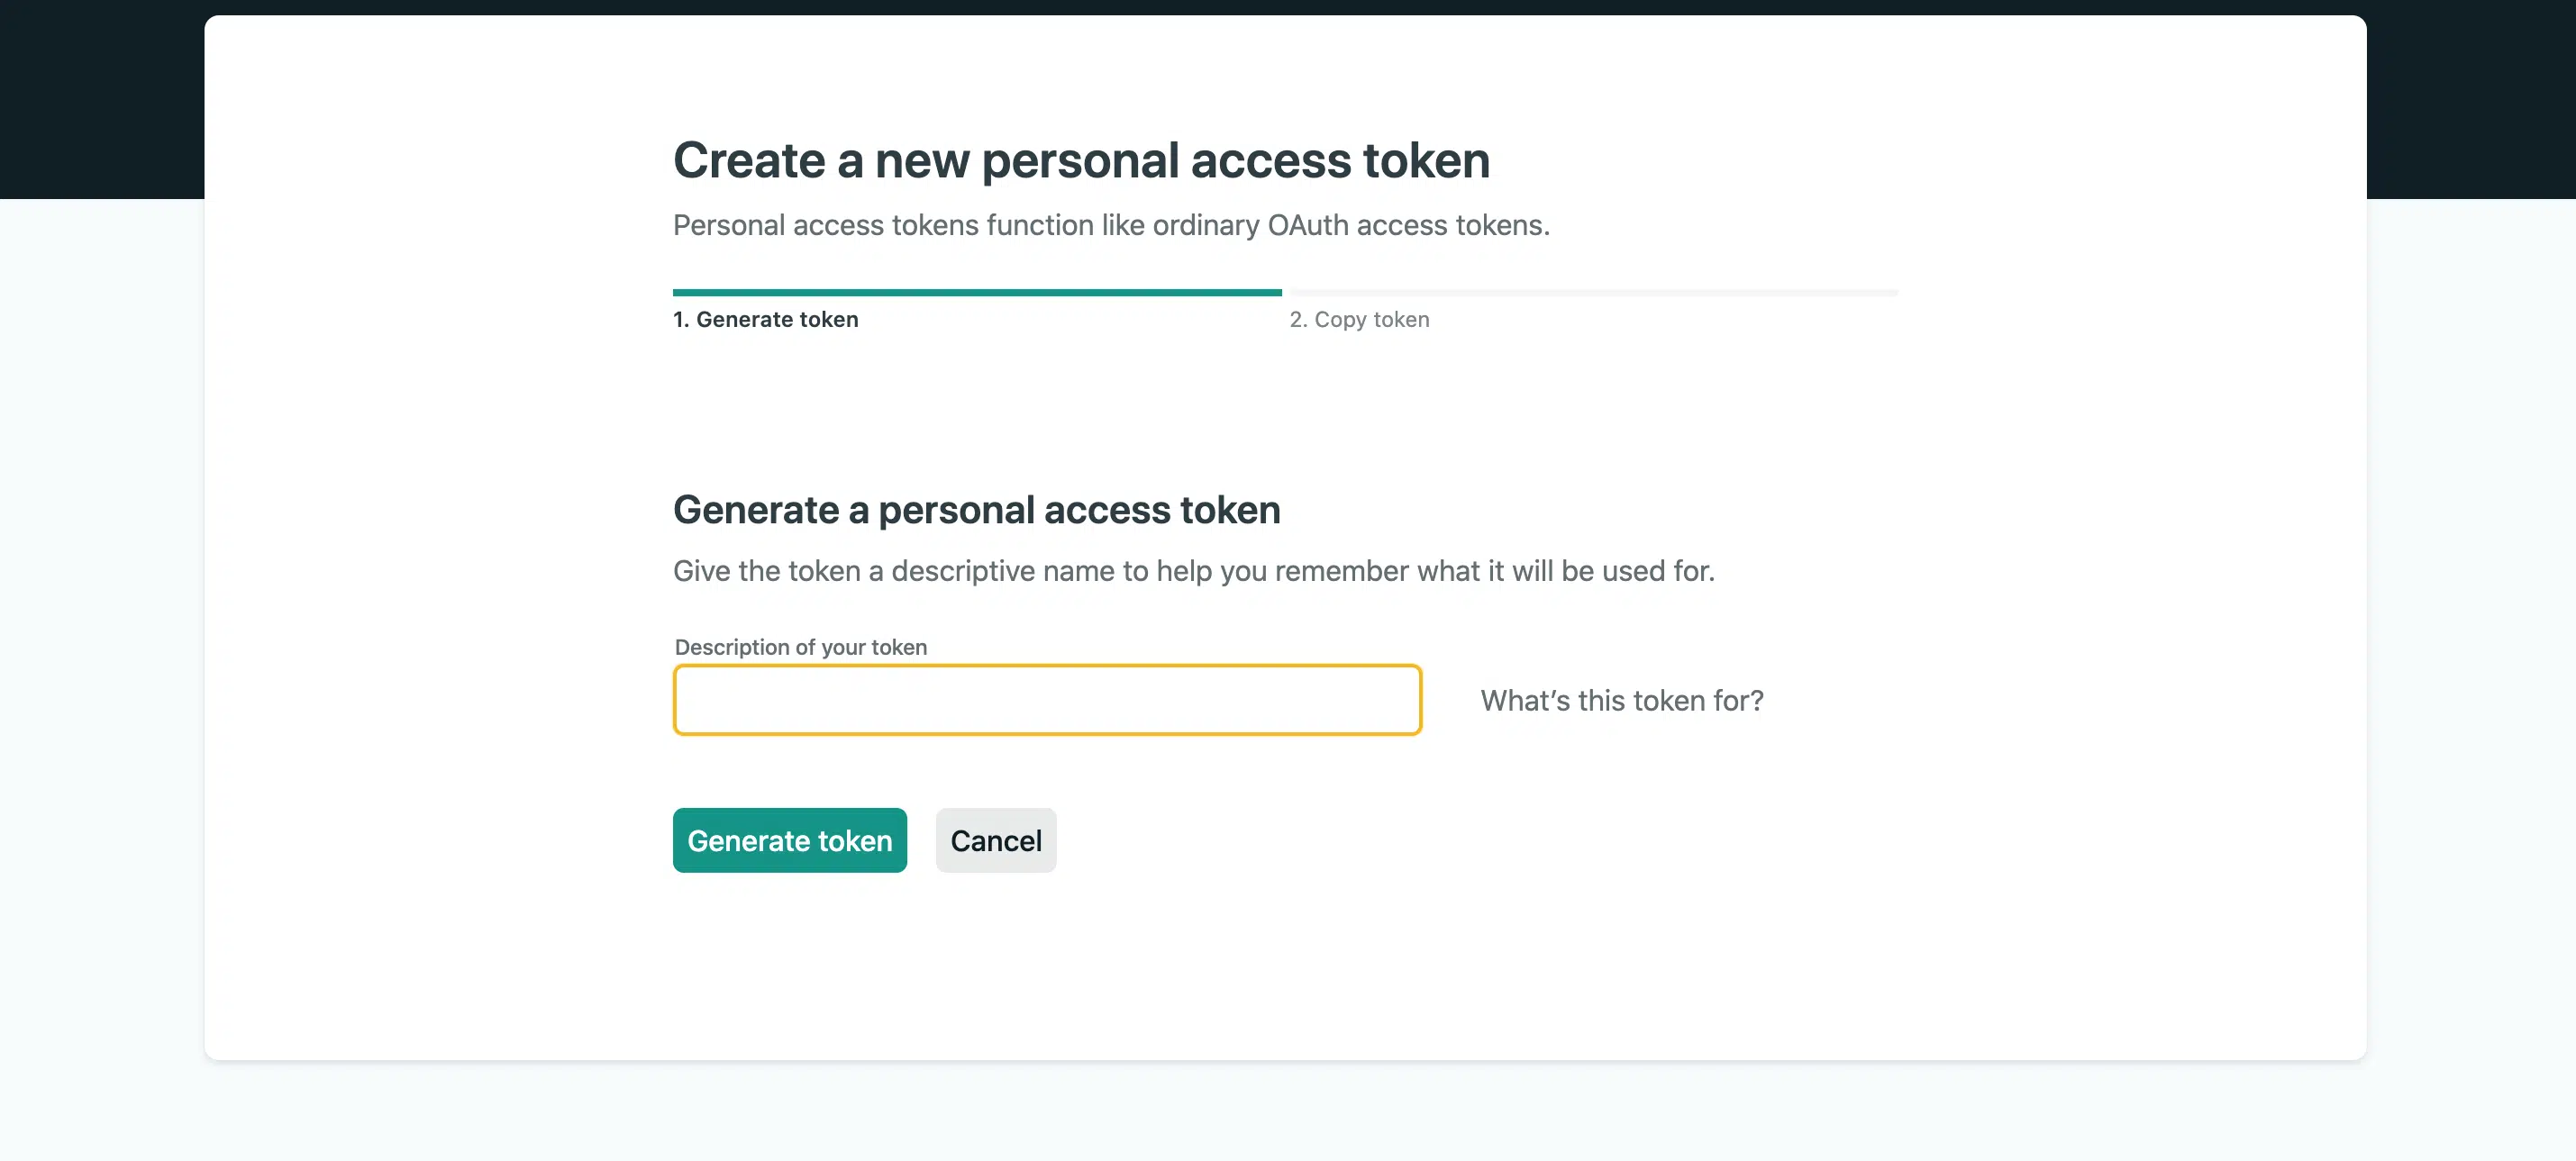 Create a new personal access token
Personal access tokens function like ordinary OAuth access tokens.
1. Generate token
2. Copy token
Generate a personal access token
Give the token a descriptive name to help you remember what it will be used for.
Description of your token
What’s this token for?
Generate token
Cancel